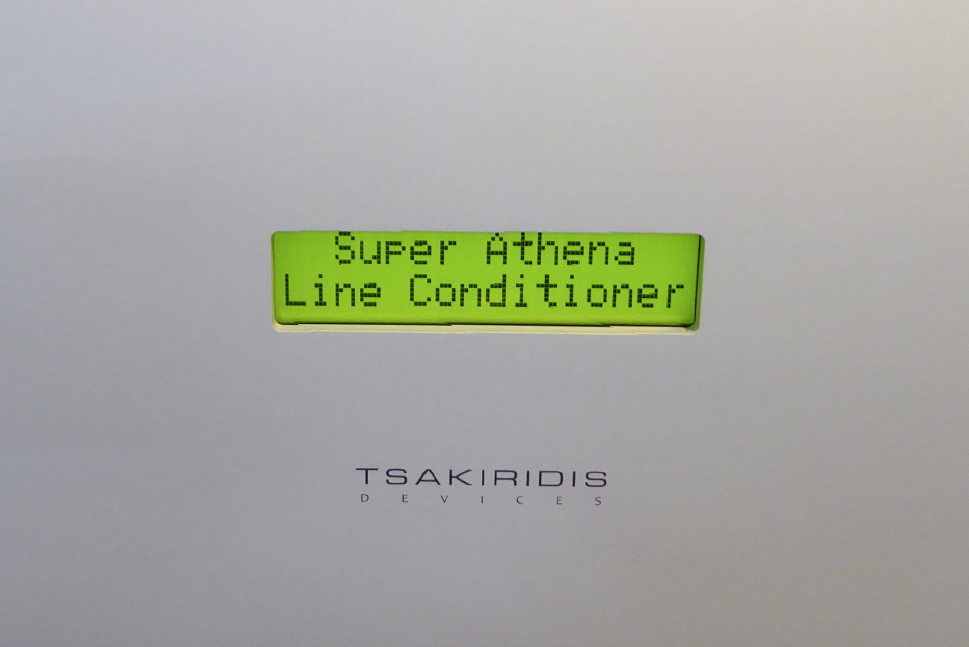 Super Athena
Line Conditioner
TSAKIRIDIS
DEVICES